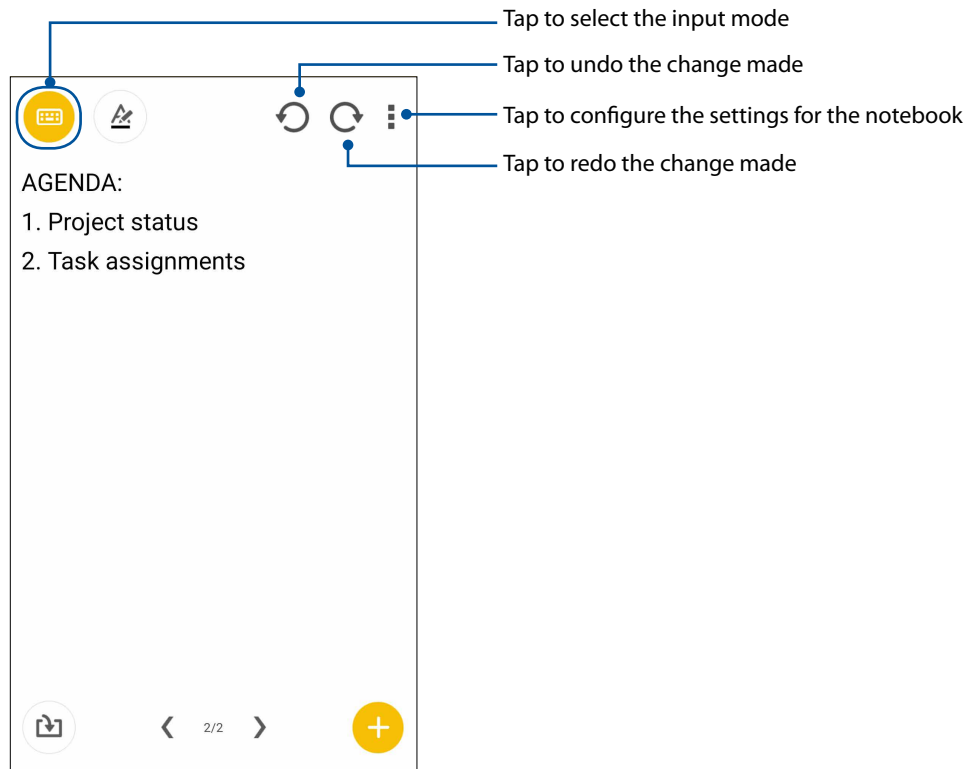 Tap to select the input mode
Tap to undo the change made
Tap to configure the settings for the notebook
Tap to redo the change made
AGENDA:
1. Project status
2. Task assignments
2/2